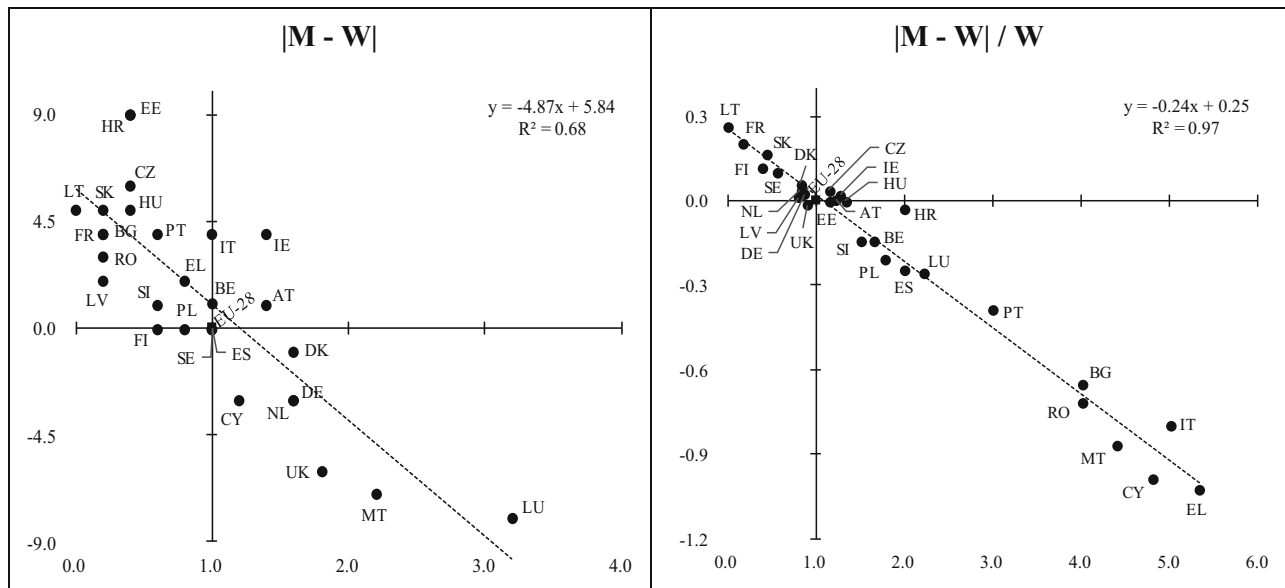 |M - W|
y = -4.87x + 5.84
R² = 0.68
9.0
4.5
0.0
-4.5
-9.0
EE
HR
CZ
LT
SK
HU
FR
BG
PT
IT
IE
RO
EL
LV
SI
PL
BE
AT
EU-28
FI
SE
ES
DK
DE
CY
NL
UK
MT
LU
0.0 1.0 2.0 3.0 4.0
|M - W| / W
y = -0.24x + 0.25
R² = 0.97
0.3
0.0
-0.3
-0.6
-0.9
-1.2
LT
FR
SK
DK
CZ
FI
SE
EU-28
IE
HU
NL
LV
DE
UK
EE
AT
HR
SI
BE
PL
ES
LU
PT
BG
RO
IT
MT
CY
EL
0.0 1.0 2.0 3.0 4.0 5.0 6.0